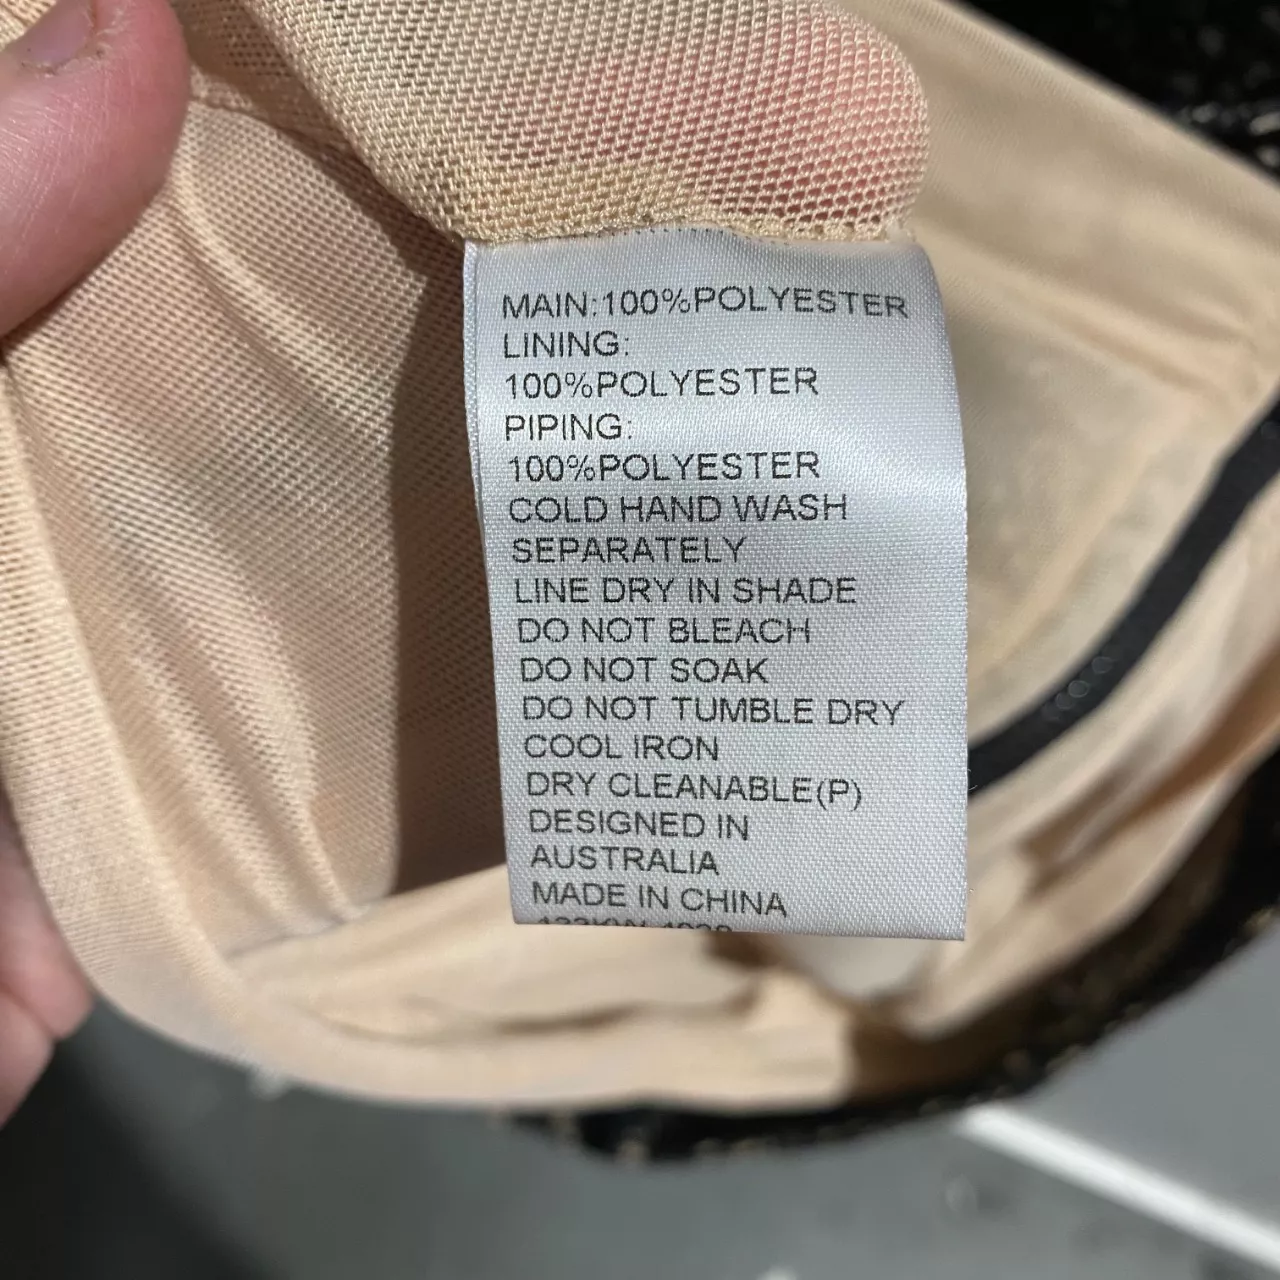 MAIN:100%POLYESTER
LINING:
100%POLYESTER
PIPING:
100%POLYESTER
COLD HAND WASH
SEPARATELY
LINE DRY IN SHADE
DO NOT BLEACH
DO NOT SOAK
DO NOT TUMBLE DRY
COOL IRON
DRY CLEANABLE(P)
DESIGNED IN
AUSTRALIA
MADE IN CHINA